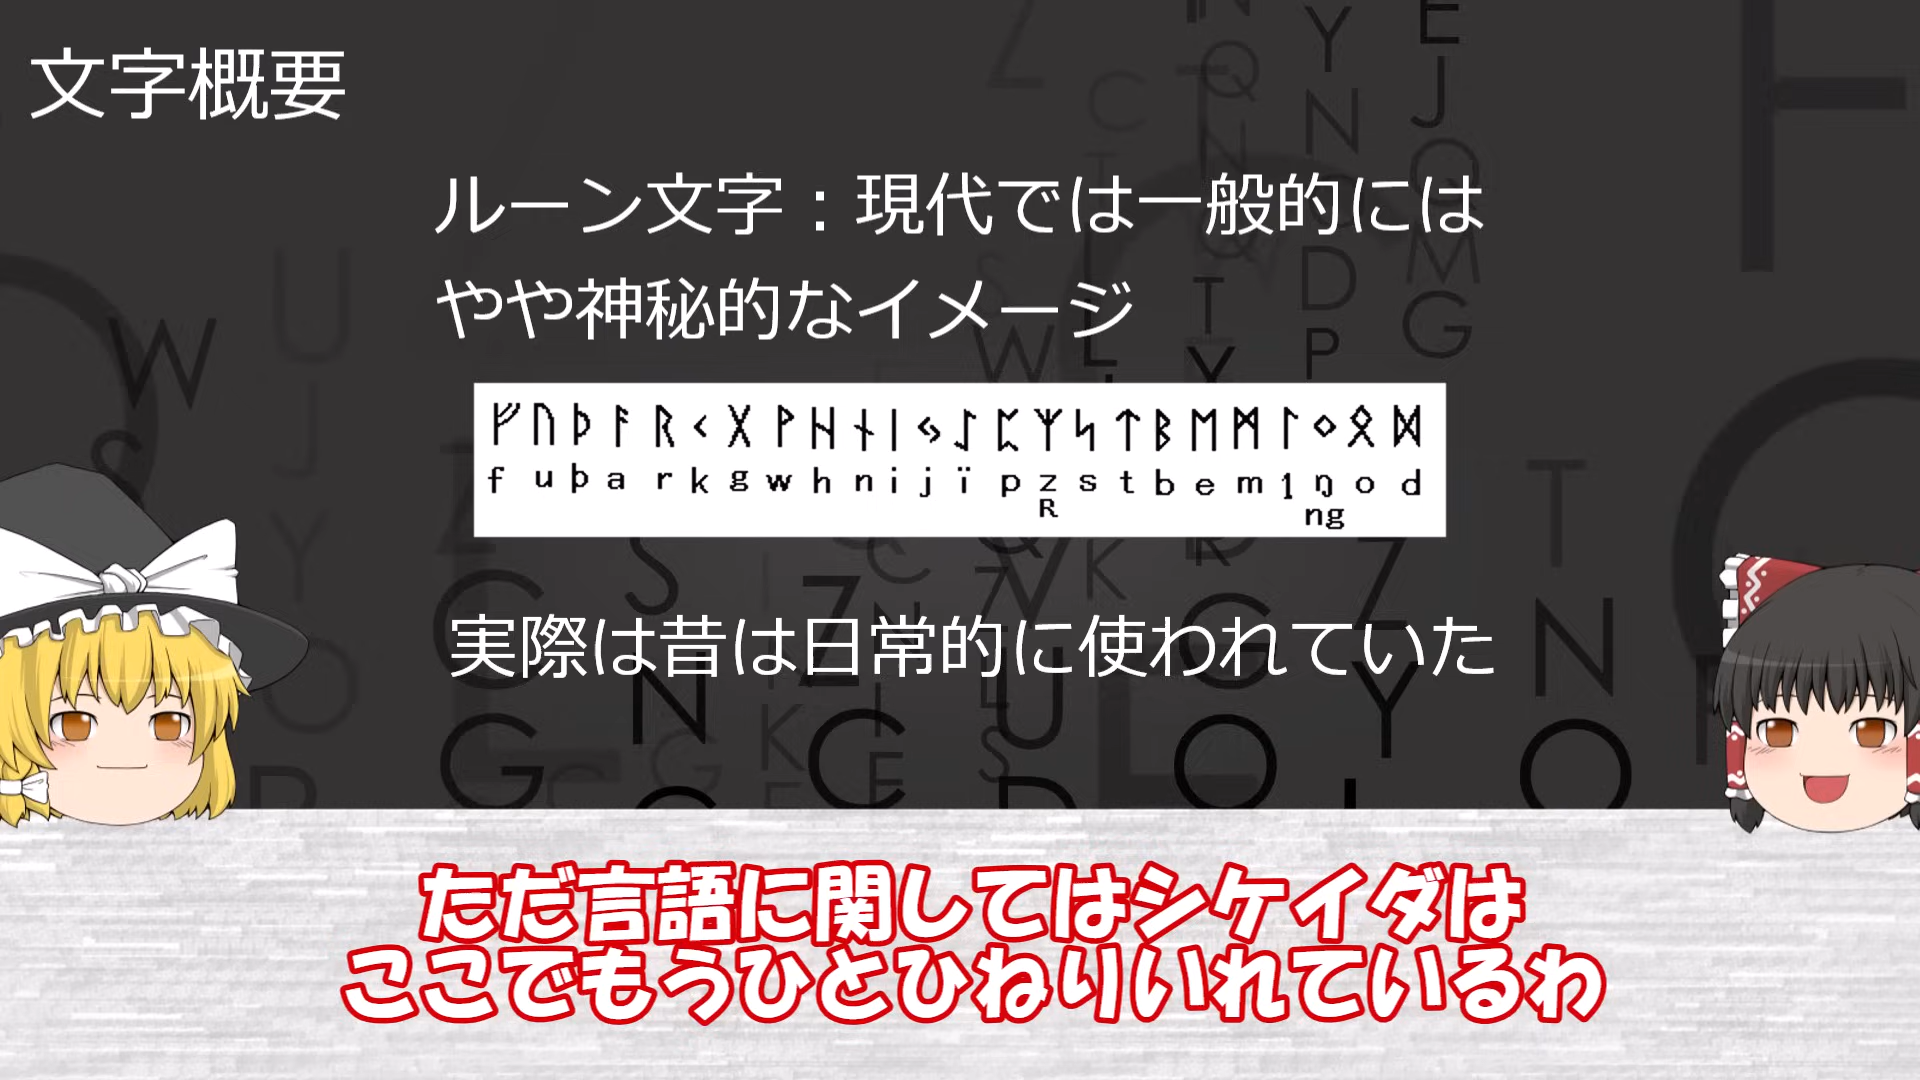 文字概要
ルーン文字：現代では一般的には
やや神秘的なイメージ
ᚠ ᚢ ᚦ ᚨ ᚱ ᚲ ᚷ ᚹ ᚺ ᚾ ᛁ ᛃ ᛇ ᛈ ᛉ ᛋ ᛏ ᛒ ᛖ ᛗ ᛚ ᛜ ᛟ ᛞ
f u þ a r k g w h n i j ï p z s t b e m l ŋ o d
R ng
実際は昔は日常的に使われていた
ただ言語に関してはシケイダは
ここでもうひとひねりいれているわ